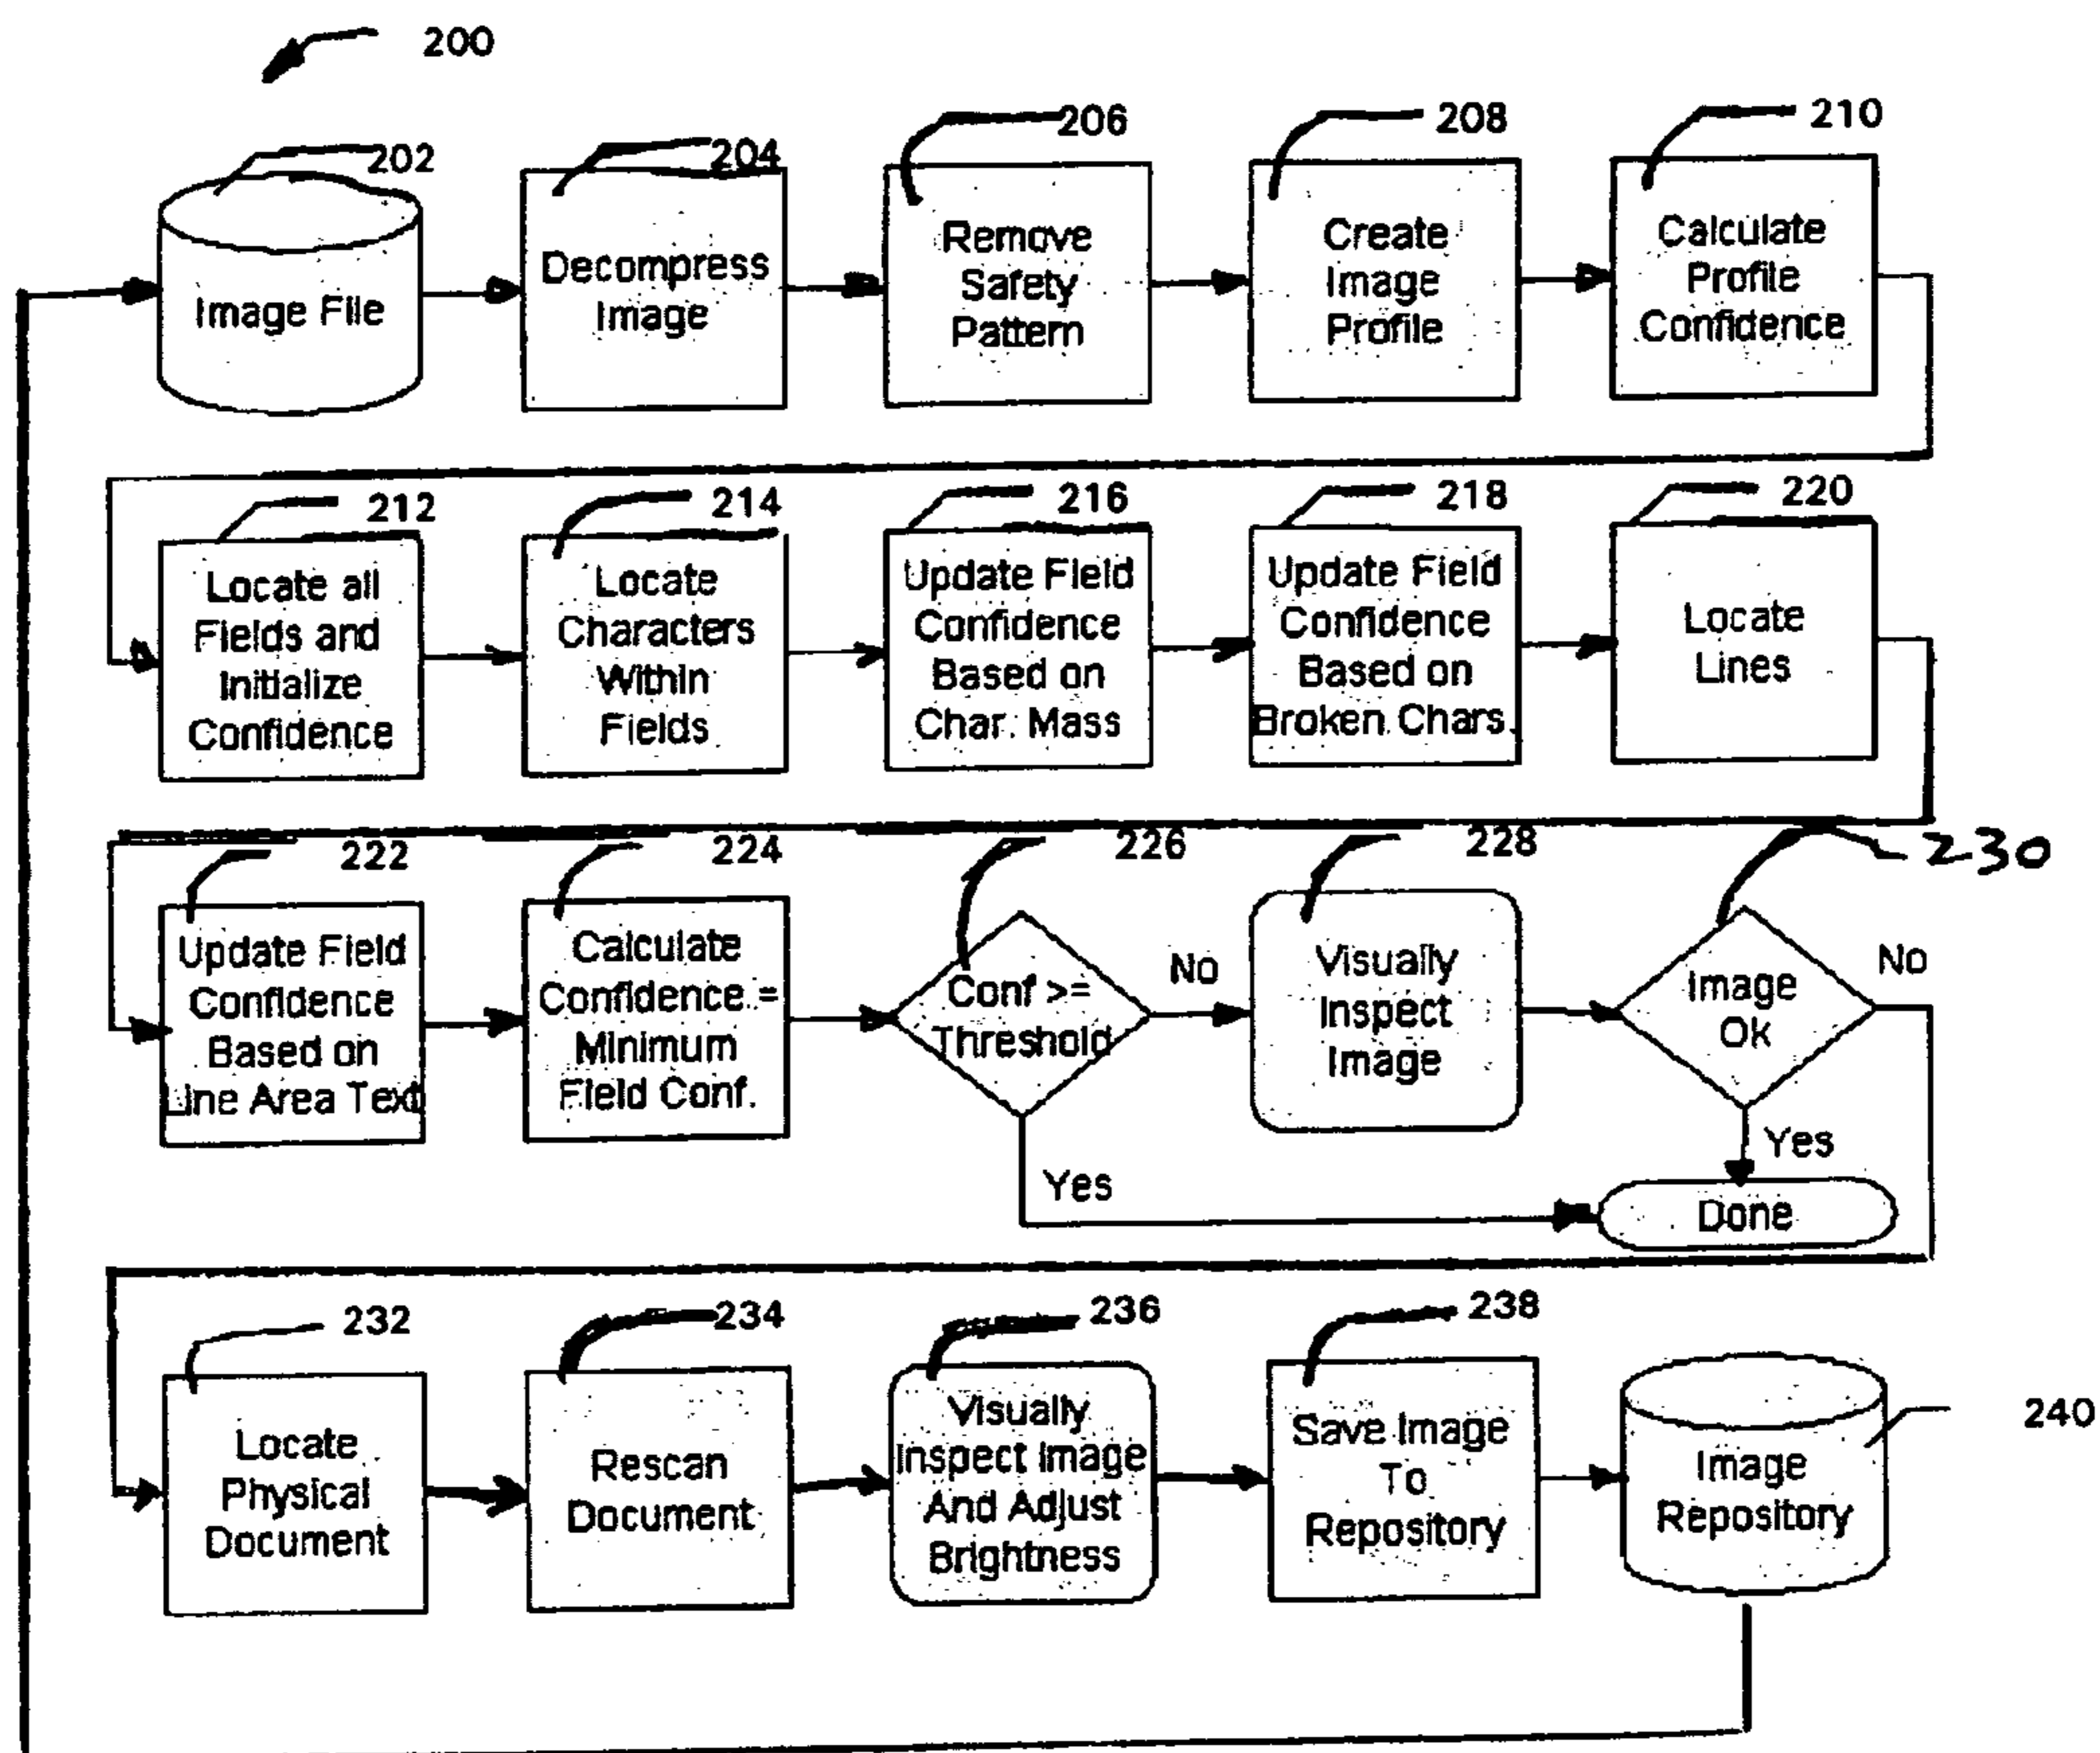 200
202
Image File
204
Decompress
Image
206
Remove
Safety
Pattern
208
Create
Image
Profile
210
Calculate
Profile
Confidence
212
Locate all
Fields and
Initialize
Confidence
214
Locate
Characters
Within
Fields
216
Update Field
Confidence
Based on
Char. Mass
218
Update Field
Confidence
Based on
Broken Chars.
220
Locate
Lines
222
Update Field
Confidence
Based on
Line Area Text
224
Calculate
Confidence =
Minimum
Field Conf.
226
Conf >=
Threshold
No
Yes
228
Visually
Inspect
Image
230
Image
Ok
No
Yes
Done
232
Locate
Physical
Document
234
Rescan
Document
236
Visually
Inspect Image
And Adjust
Brightness
238
Save Image
To
Repository
240
Image
Repository